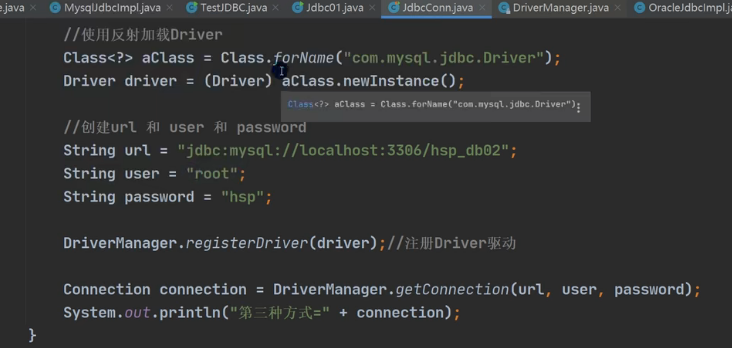 e.java × MysqlJdbcImpl.java × TestJDBC.java × Jdbc01.java × JdbcConn.java × DriverManager.java × OracleJdbcImpl.java
//使用反射加载Driver
Class<?> aClass = Class.forName("com.mysql.jdbc.Driver");
Driver driver = (Driver) aClass.newInstance();
Class<?> aClass = Class.forName("com.mysql.jdbc.Driver");
//创建url 和 user 和 password
String url = "jdbc:mysql://localhost:3306/hsp_db02";
String user = "root";
String password = "hsp";
DriverManager.registerDriver(driver);//注册Driver驱动
Connection connection = DriverManager.getConnection(url, user, password);
System.out.println("第三种方式=" + connection);
}